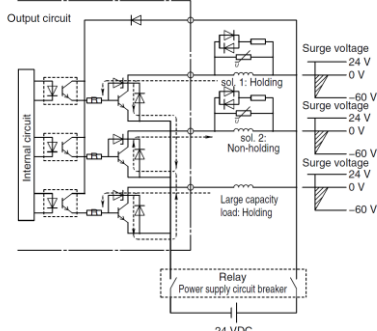 Output circuit
Internal circuit
sol. 1: Holding
sol. 2:
Non-holding
Large capacity
load: Holding
Surge voltage
24 V
0 V
−60 V
Surge voltage
24 V
0 V
−60 V
Surge voltage
24 V
0 V
−60 V
Relay
Power supply circuit breaker
24 VDC